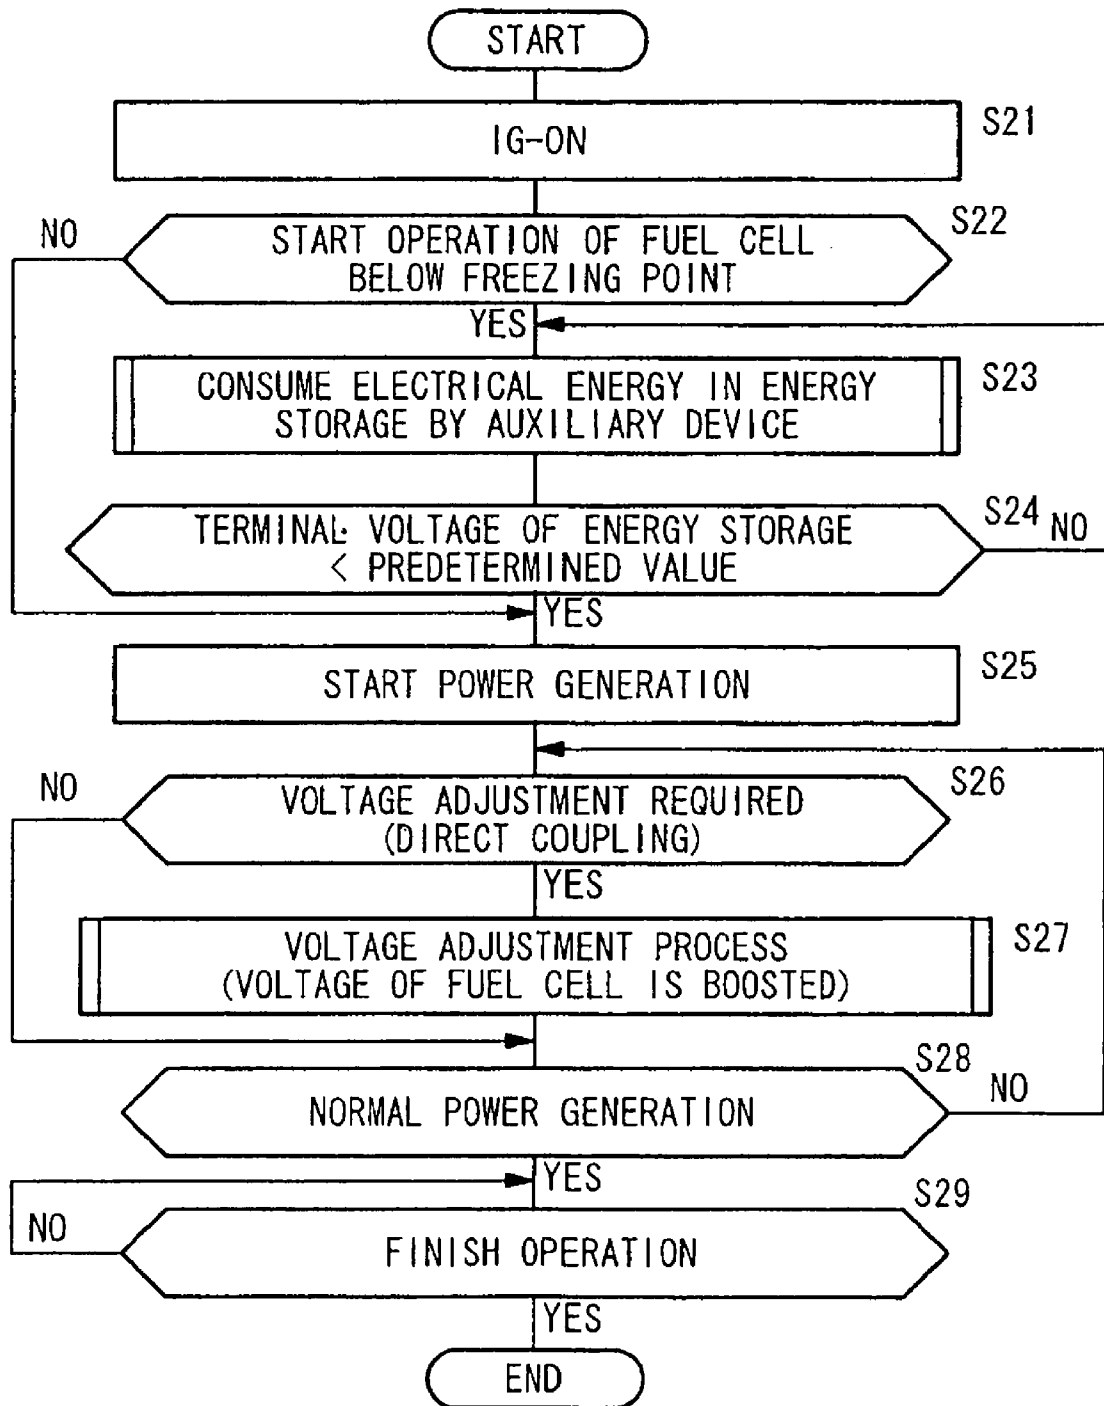 START
IG-ON
S21
NO
START OPERATION OF FUEL CELL
BELOW FREEZING POINT
S22
YES
CONSUME ELECTRICAL ENERGY IN ENERGY
STORAGE BY AUXILIARY DEVICE
S23
TERMINAL VOLTAGE OF ENERGY STORAGE
< PREDETERMINED VALUE
S24
NO
YES
START POWER GENERATION
S25
NO
VOLTAGE ADJUSTMENT REQUIRED
(DIRECT COUPLING)
S26
YES
VOLTAGE ADJUSTMENT PROCESS
(VOLTAGE OF FUEL CELL IS BOOSTED)
S27
NORMAL POWER GENERATION
S28
NO
YES
NO
FINISH OPERATION
S29
YES
END